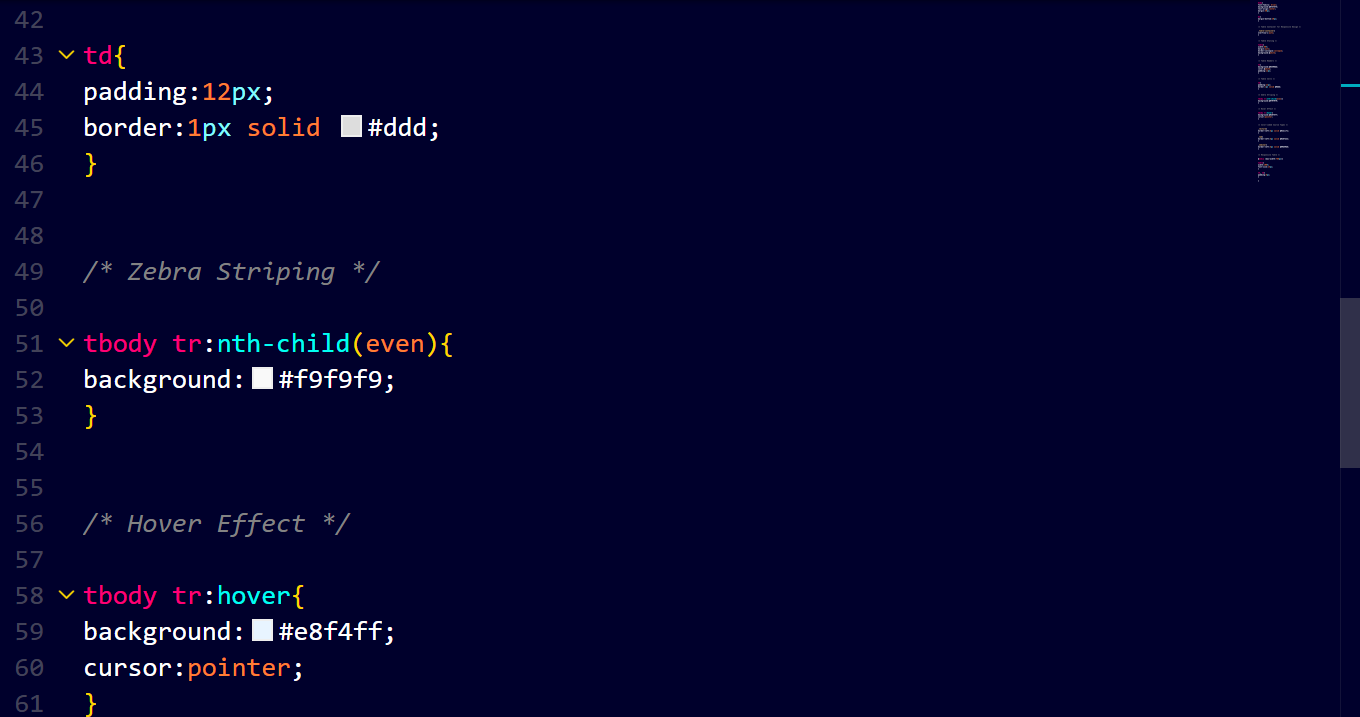 42
43 td{
44 padding:12px;
45 border:1px solid #ddd;
46 }
47
48
49 /* Zebra Striping */
50
51 tbody tr:nth-child(even){
52 background:#f9f9f9;
53 }
54
55
56 /* Hover Effect */
57
58 tbody tr:hover{
59 background:#e8f4ff;
60 cursor:pointer;
61 }